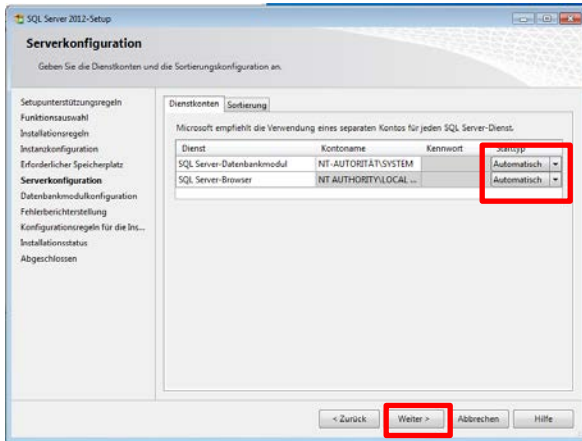 SQL Server 2012-Setup
Serverkonfiguration
Geben Sie die Dienstkonten und die Sortierungskonfiguration an.
Setupunterstützungsregeln
Funktionsauswahl
Installationsregeln
Instanzkonfiguration
Erforderlicher Speicherplatz
Serverkonfiguration
Datenbankmodulkonfiguration
Fehlerberichterstellung
Konfigurationsregeln für die Ins...
Installationsstatus
Abgeschlossen
Dienstkonten Sortierung
Microsoft empfiehlt die Verwendung eines separaten Kontos für jeden SQL Server-Dienst.
Dienst Kontoname Kennwort Starttyp
SQL Server-Datenbankmodul NT-AUTORITÄT\SYSTEM Automatisch
SQL Server-Browser NT AUTHORITY\LOCAL ... Automatisch
< Zurück Weiter > Abbrechen Hilfe